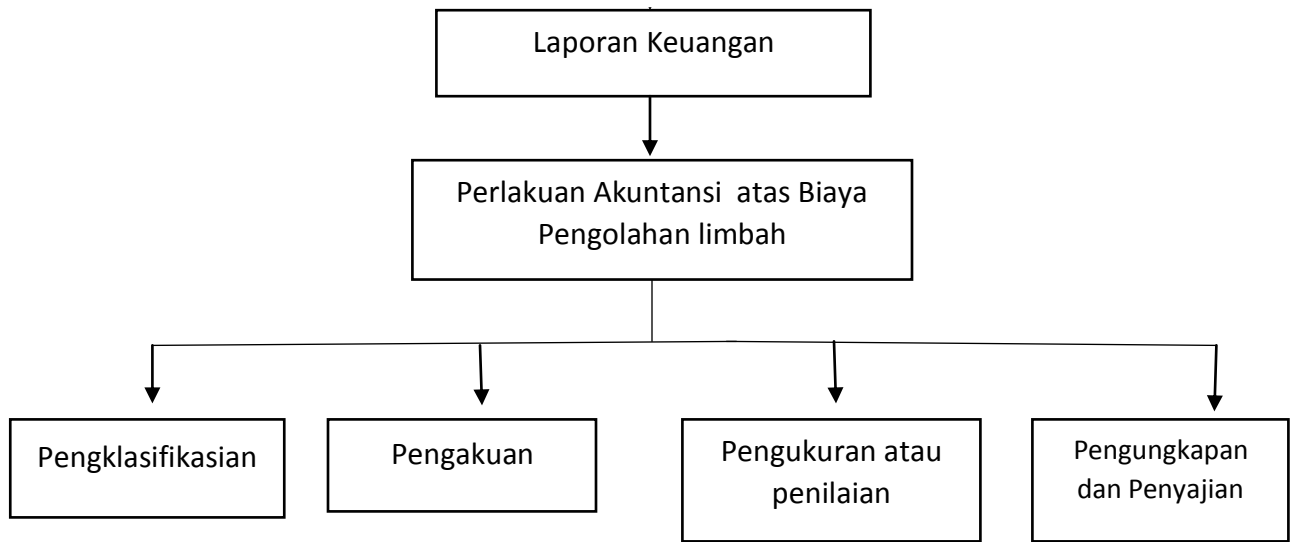 Laporan Keuangan
Perlakuan Akuntansi atas Biaya
Pengolahan limbah
Pengklasifikasian
Pengakuan
Pengukuran atau
penilaian
Pengungkapan
dan Penyajian